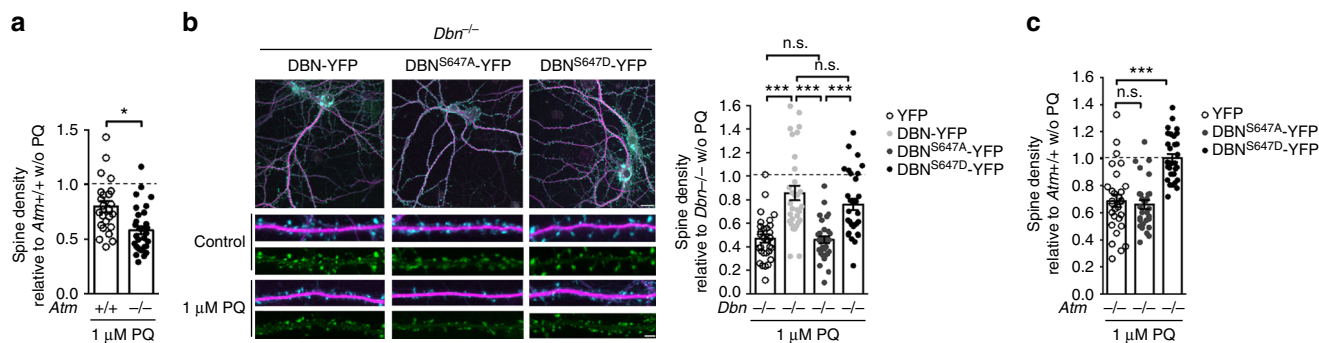 a
Spine density
relative to Atm+/+ w/o PQ
1.5
1.0
0.5
0.0
*
Atm +/+ –/–
1 µM PQ
b
Dbn–/–
DBN-YFP DBNS647A-YFP DBNS647D-YFP
Control
1 µM PQ
Spine density
relative to Dbn–/– w/o PQ
1.6
1.4
1.2
1.0
0.8
0.6
0.4
0.2
0.0
n.s.
n.s.
*** *** ***
Dbn –/– –/– –/– –/–
1 µM PQ
YFP
DBN-YFP
DBNS647A-YFP
DBNS647D-YFP
c
Spine density
relative to Atm+/+ w/o PQ
1.6
1.4
1.2
1.0
0.8
0.6
0.4
0.2
0.0
***
n.s.
Atm –/– –/– –/–
1 µM PQ
YFP
DBNS647A-YFP
DBNS647D-YFP